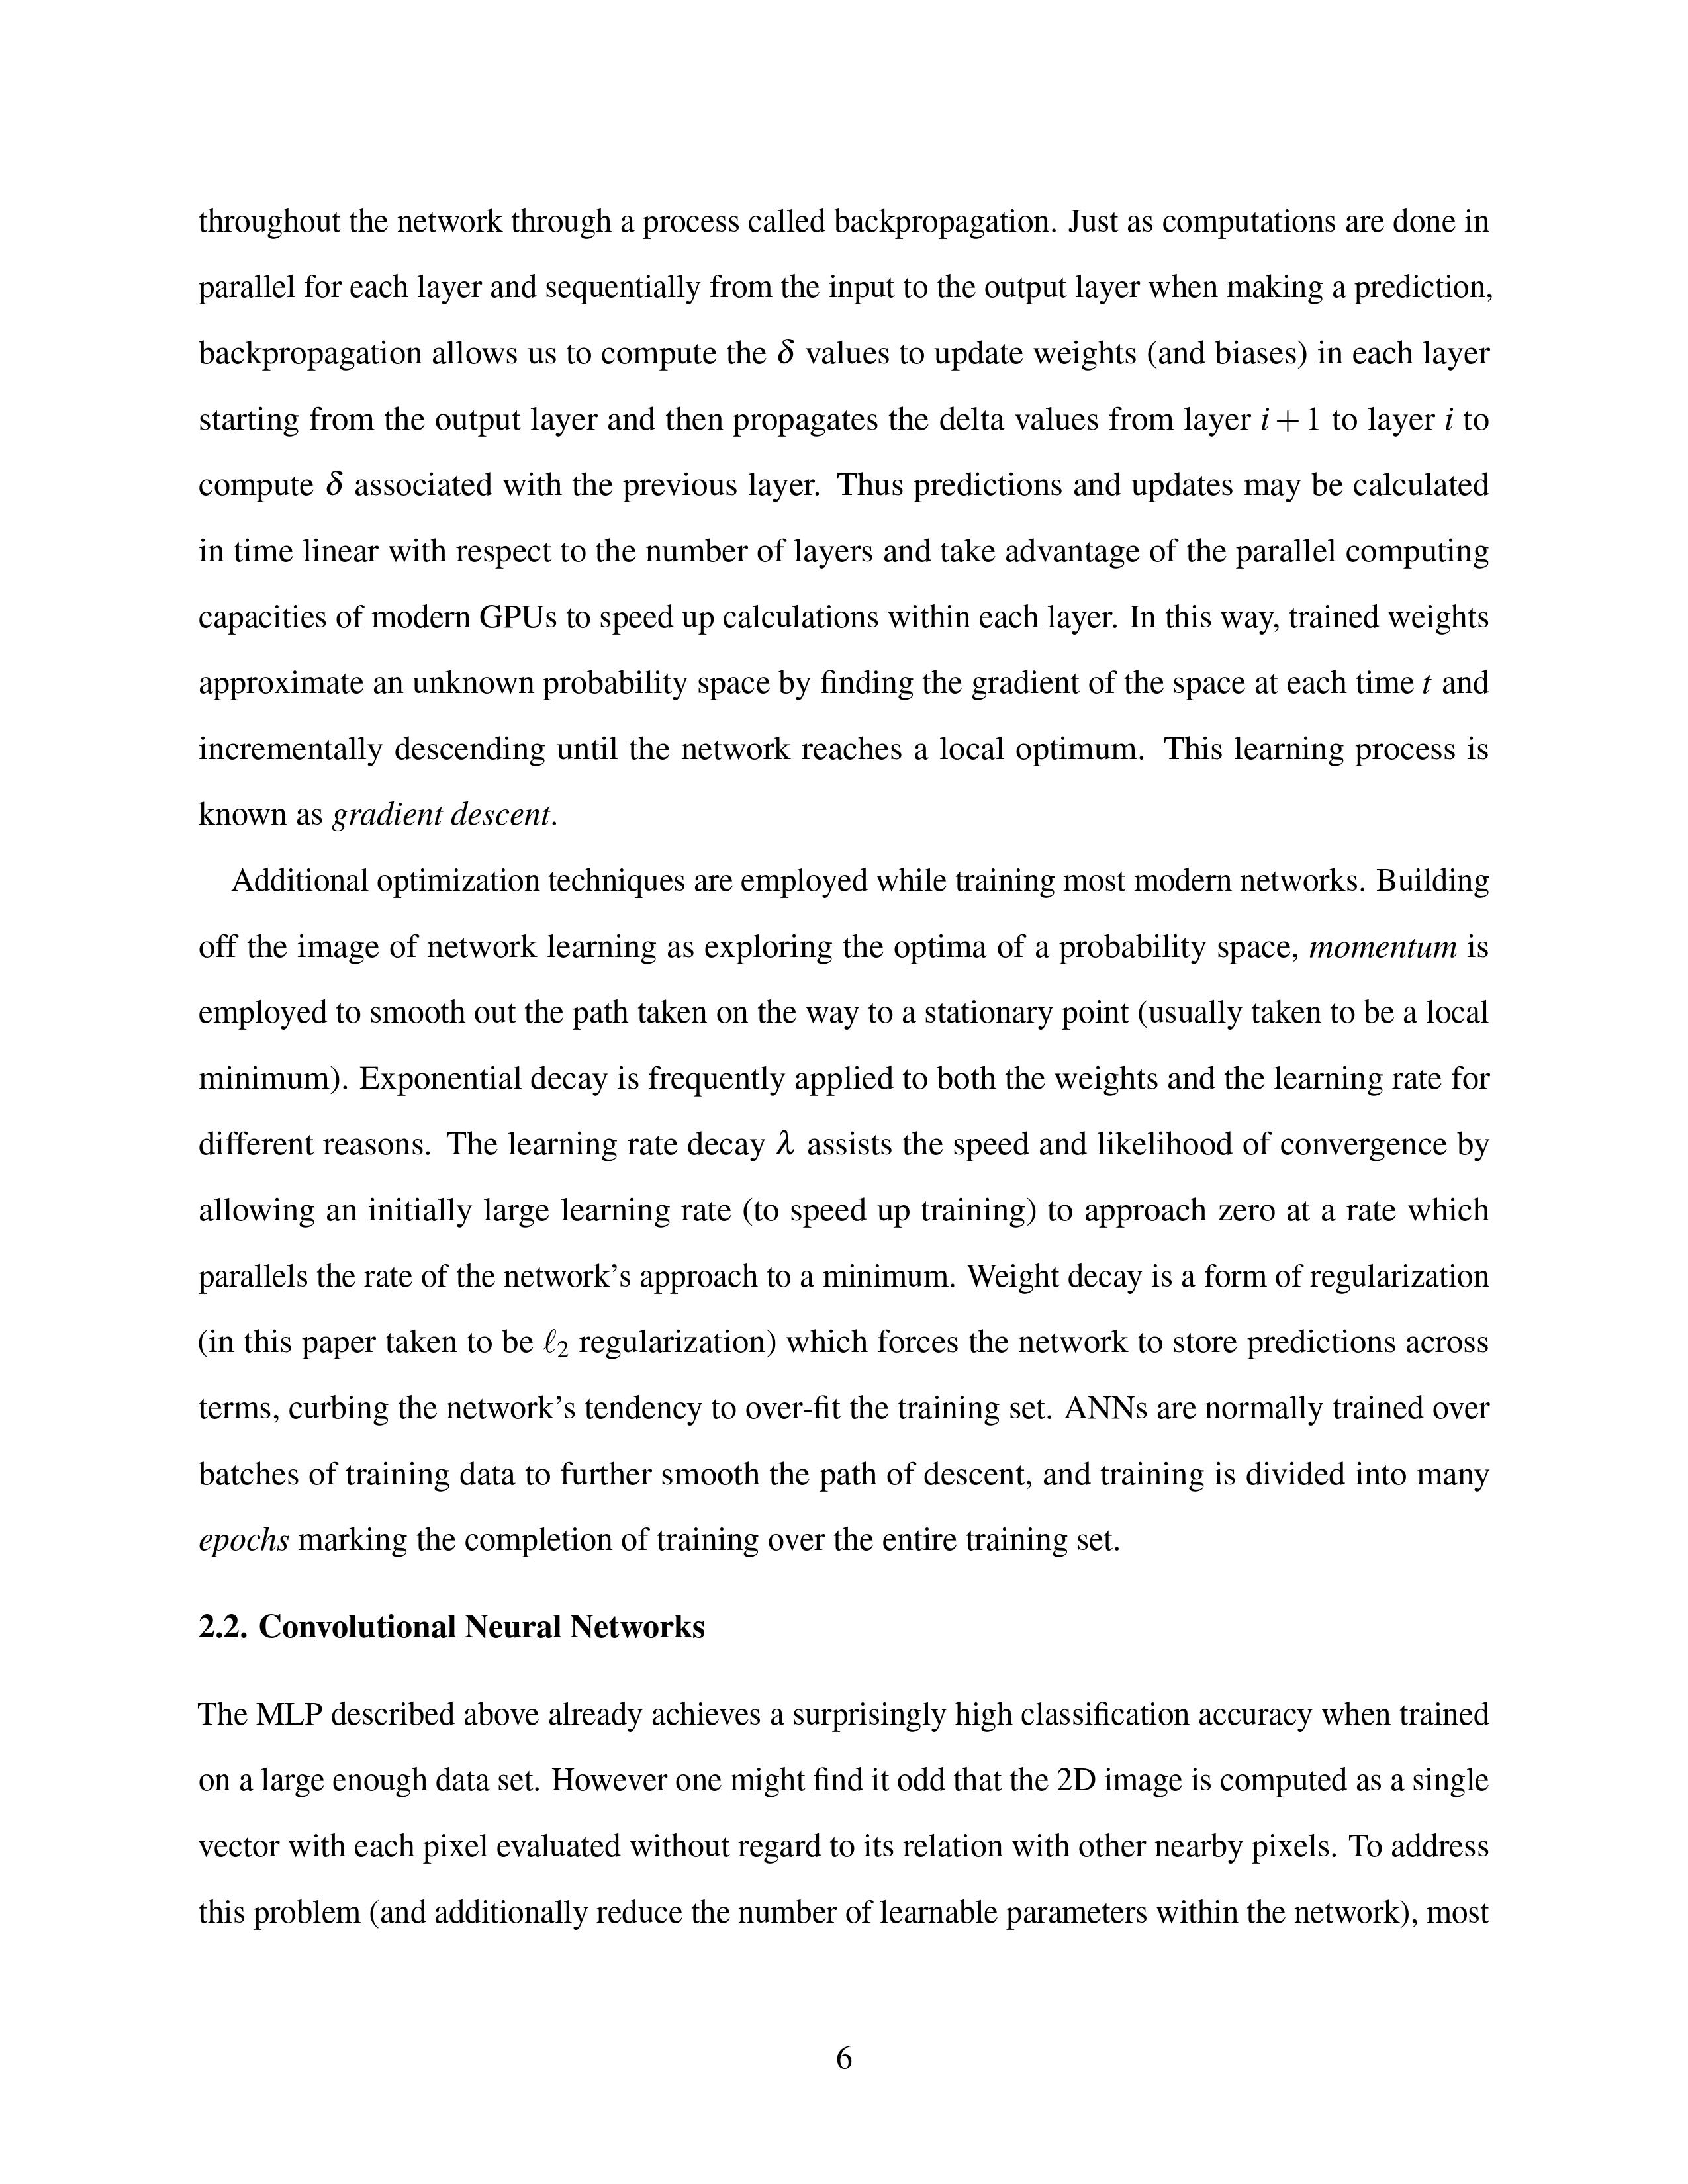 throughout the network through a process called backpropagation. Just as computations are done in
parallel for each layer and sequentially from the input to the output layer when making a prediction,
backpropagation allows us to compute the δ values to update weights (and biases) in each layer
starting from the output layer and then propagates the delta values from layer i + 1 to layer i to
compute δ associated with the previous layer. Thus predictions and updates may be calculated
in time linear with respect to the number of layers and take advantage of the parallel computing
capacities of modern GPUs to speed up calculations within each layer. In this way, trained weights
approximate an unknown probability space by finding the gradient of the space at each time t and
incrementally descending until the network reaches a local optimum. This learning process is
known as gradient descent.
Additional optimization techniques are employed while training most modern networks. Building
off the image of network learning as exploring the optima of a probability space, momentum is
employed to smooth out the path taken on the way to a stationary point (usually taken to be a local
minimum). Exponential decay is frequently applied to both the weights and the learning rate for
different reasons. The learning rate decay λ assists the speed and likelihood of convergence by
allowing an initially large learning rate (to speed up training) to approach zero at a rate which
parallels the rate of the network's approach to a minimum. Weight decay is a form of regularization
(in this paper taken to be ℓ₂ regularization) which forces the network to store predictions across
terms, curbing the network's tendency to over-fit the training set. ANNs are normally trained over
batches of training data to further smooth the path of descent, and training is divided into many
epochs marking the completion of training over the entire training set.
2.2. Convolutional Neural Networks
The MLP described above already achieves a surprisingly high classification accuracy when trained
on a large enough data set. However one might find it odd that the 2D image is computed as a single
vector with each pixel evaluated without regard to its relation with other nearby pixels. To address
this problem (and additionally reduce the number of learnable parameters within the network), most
6